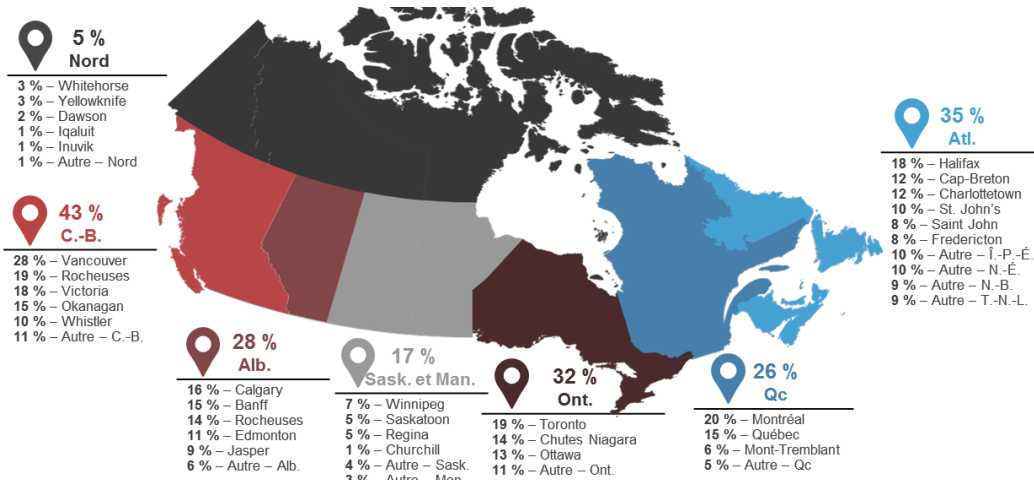 5 %
Nord
3 % – Whitehorse
3 % – Yellowknife
2 % – Dawson
1 % – Iqaluit
1 % – Inuvik
1 % – Autre – Nord
43 %
C.-B.
28 % – Vancouver
19 % – Rocheuses
18 % – Victoria
15 % – Okanagan
10 % – Whistler
11 % – Autre – C.-B.
28 %
Alb.
16 % – Calgary
15 % – Banff
14 % – Rocheuses
11 % – Edmonton
9 % – Jasper
6 % – Autre – Alb.
17 %
Sask. et Man.
7 % – Winnipeg
5 % – Saskatoon
5 % – Regina
1 % – Churchill
4 % – Autre – Sask.
3 % – Autre – Man.
32 %
Ont.
19 % – Toronto
14 % – Chutes Niagara
13 % – Ottawa
11 % – Autre – Ont.
26 %
Qc
20 % – Montréal
15 % – Québec
6 % – Mont-Tremblant
5 % – Autre – Qc
35 %
Atl.
18 % – Halifax
12 % – Cap-Breton
12 % – Charlottetown
10 % – St. John’s
8 % – Saint John
8 % – Fredericton
10 % – Autre – Î.-P.-É.
10 % – Autre – N.-É.
9 % – Autre – N.-B.
9 % – Autre – T.-N.-L.